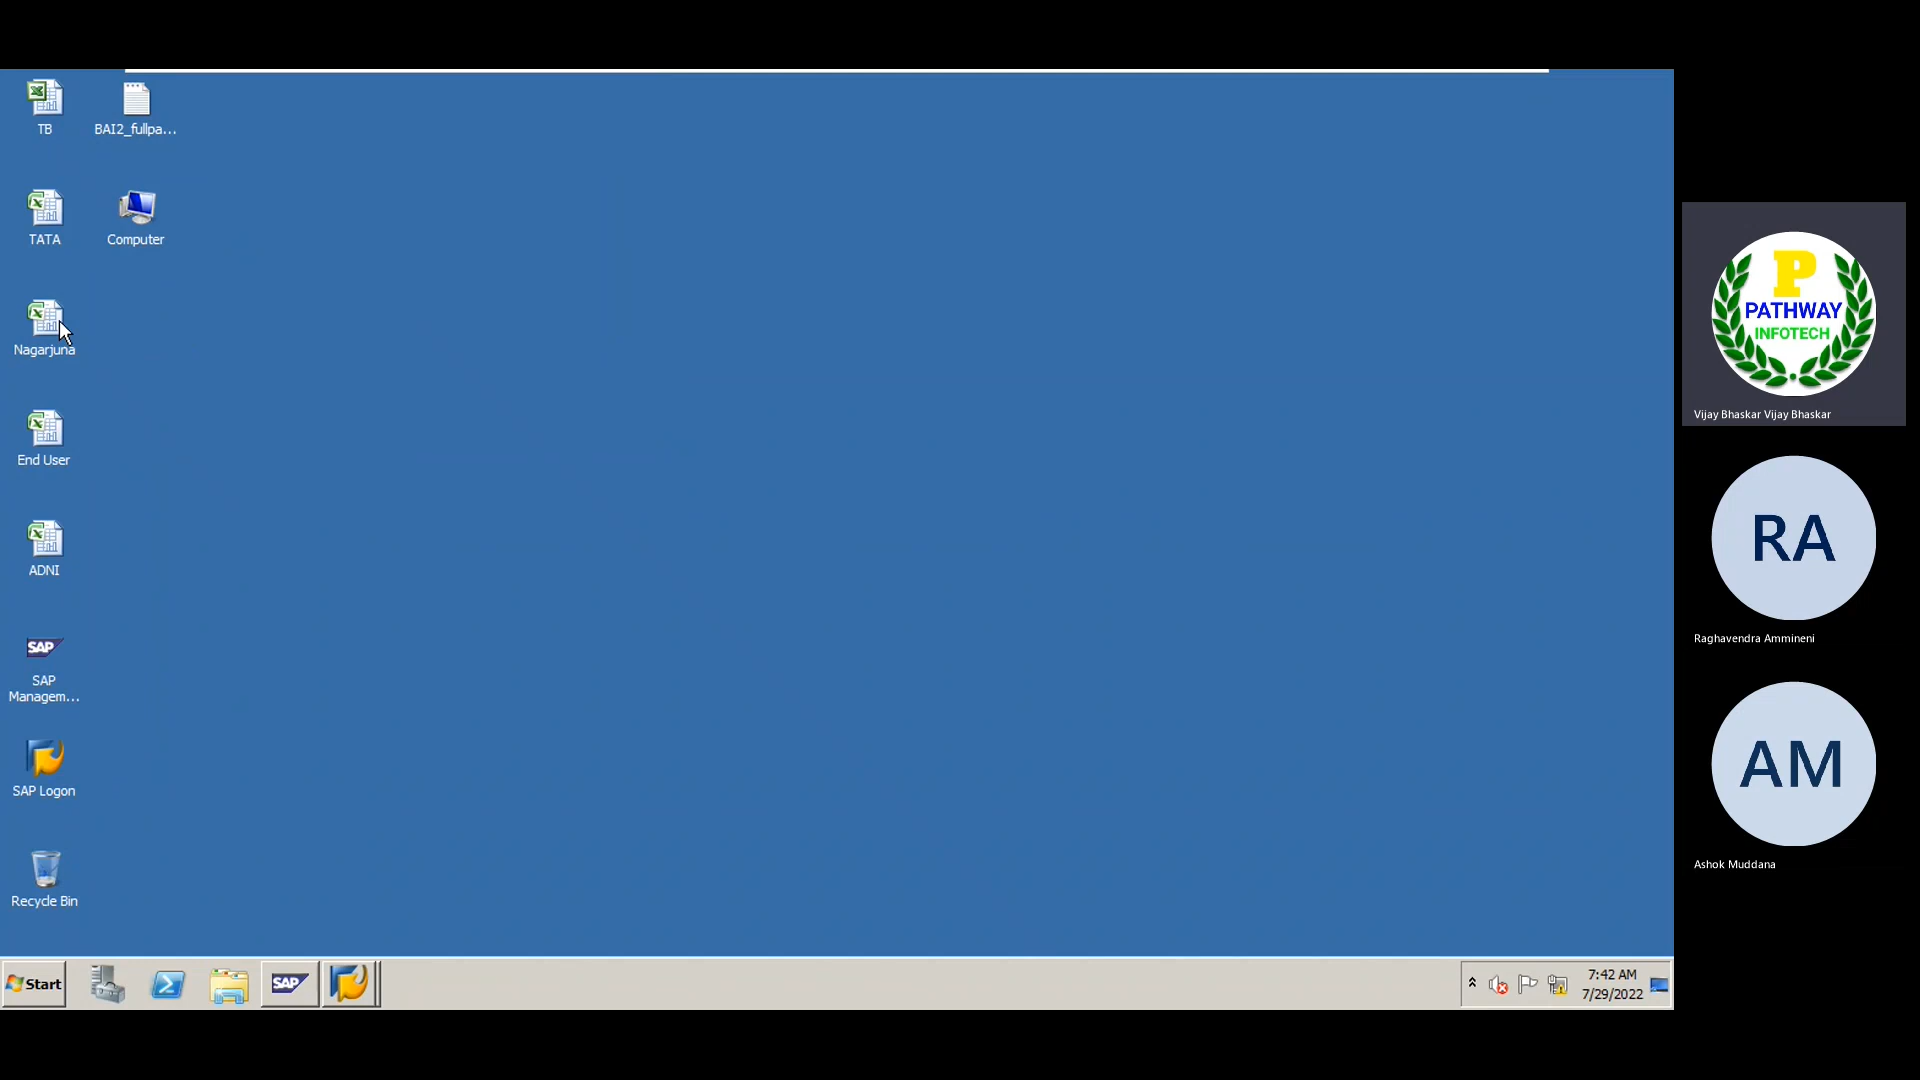 TB
BAI2_fullpa...
TATA
Computer
Nagarjuna
End User
ADNI
SAP
SAP
Managem...
SAP Logon
Recycle Bin
Start
SAP
7:42 AM
7/29/2022
P
PATHWAY
INFOTECH
Vijay Bhaskar Vijay Bhaskar
RA
Raghavendra Ammineni
AM
Ashok Muddana